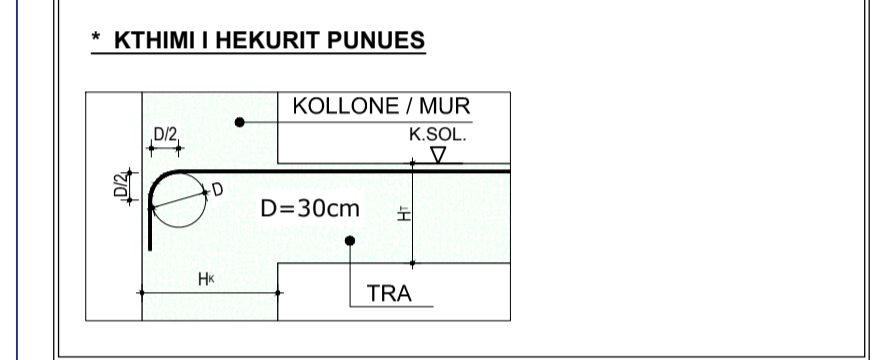 * KTHIMI I HEKURIT PUNUES
KOLLONE / MUR
D/2
K.SOL.
D/2
D
D=30cm
HT
HK
TRA